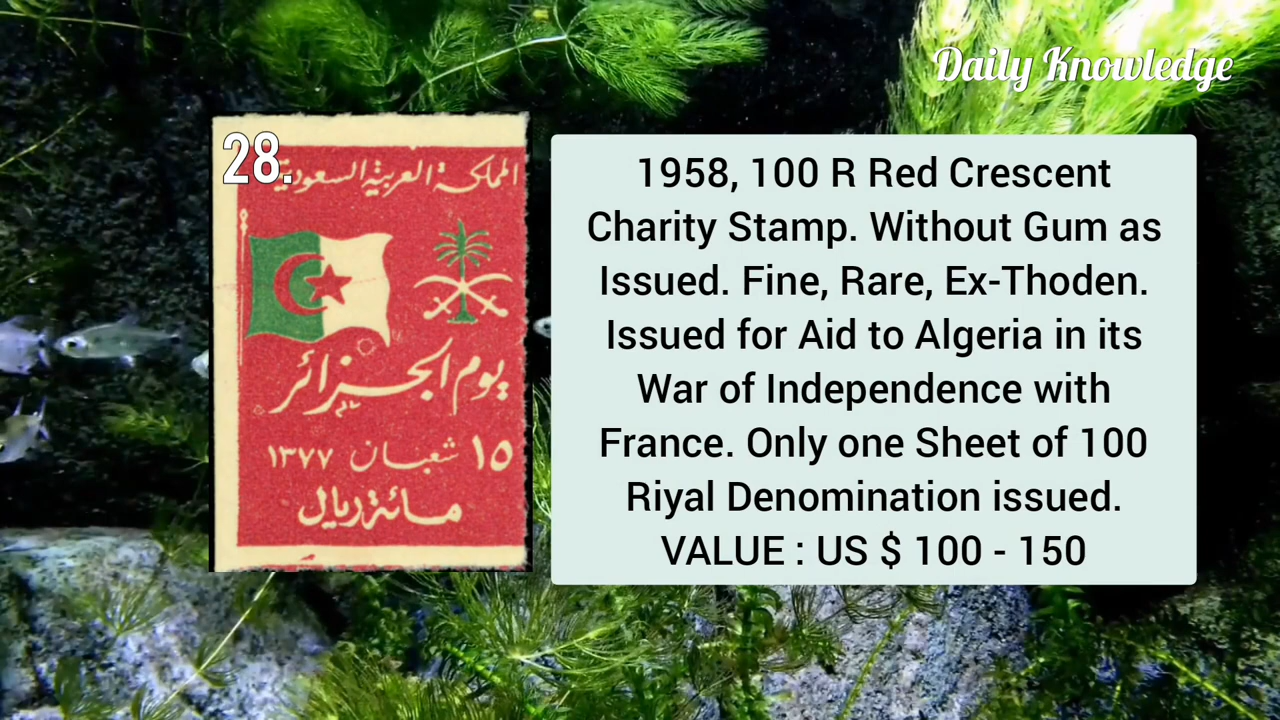 Daily Knowledge
28.
المملكة العربية السعودية
يوم الجزائر
١٥ شعبان ١٣٧٧
مائة ريال
1958, 100 R Red Crescent
Charity Stamp. Without Gum as
Issued. Fine, Rare, Ex-Thoden.
Issued for Aid to Algeria in its
War of Independence with
France. Only one Sheet of 100
Riyal Denomination issued.
VALUE : US $ 100 - 150